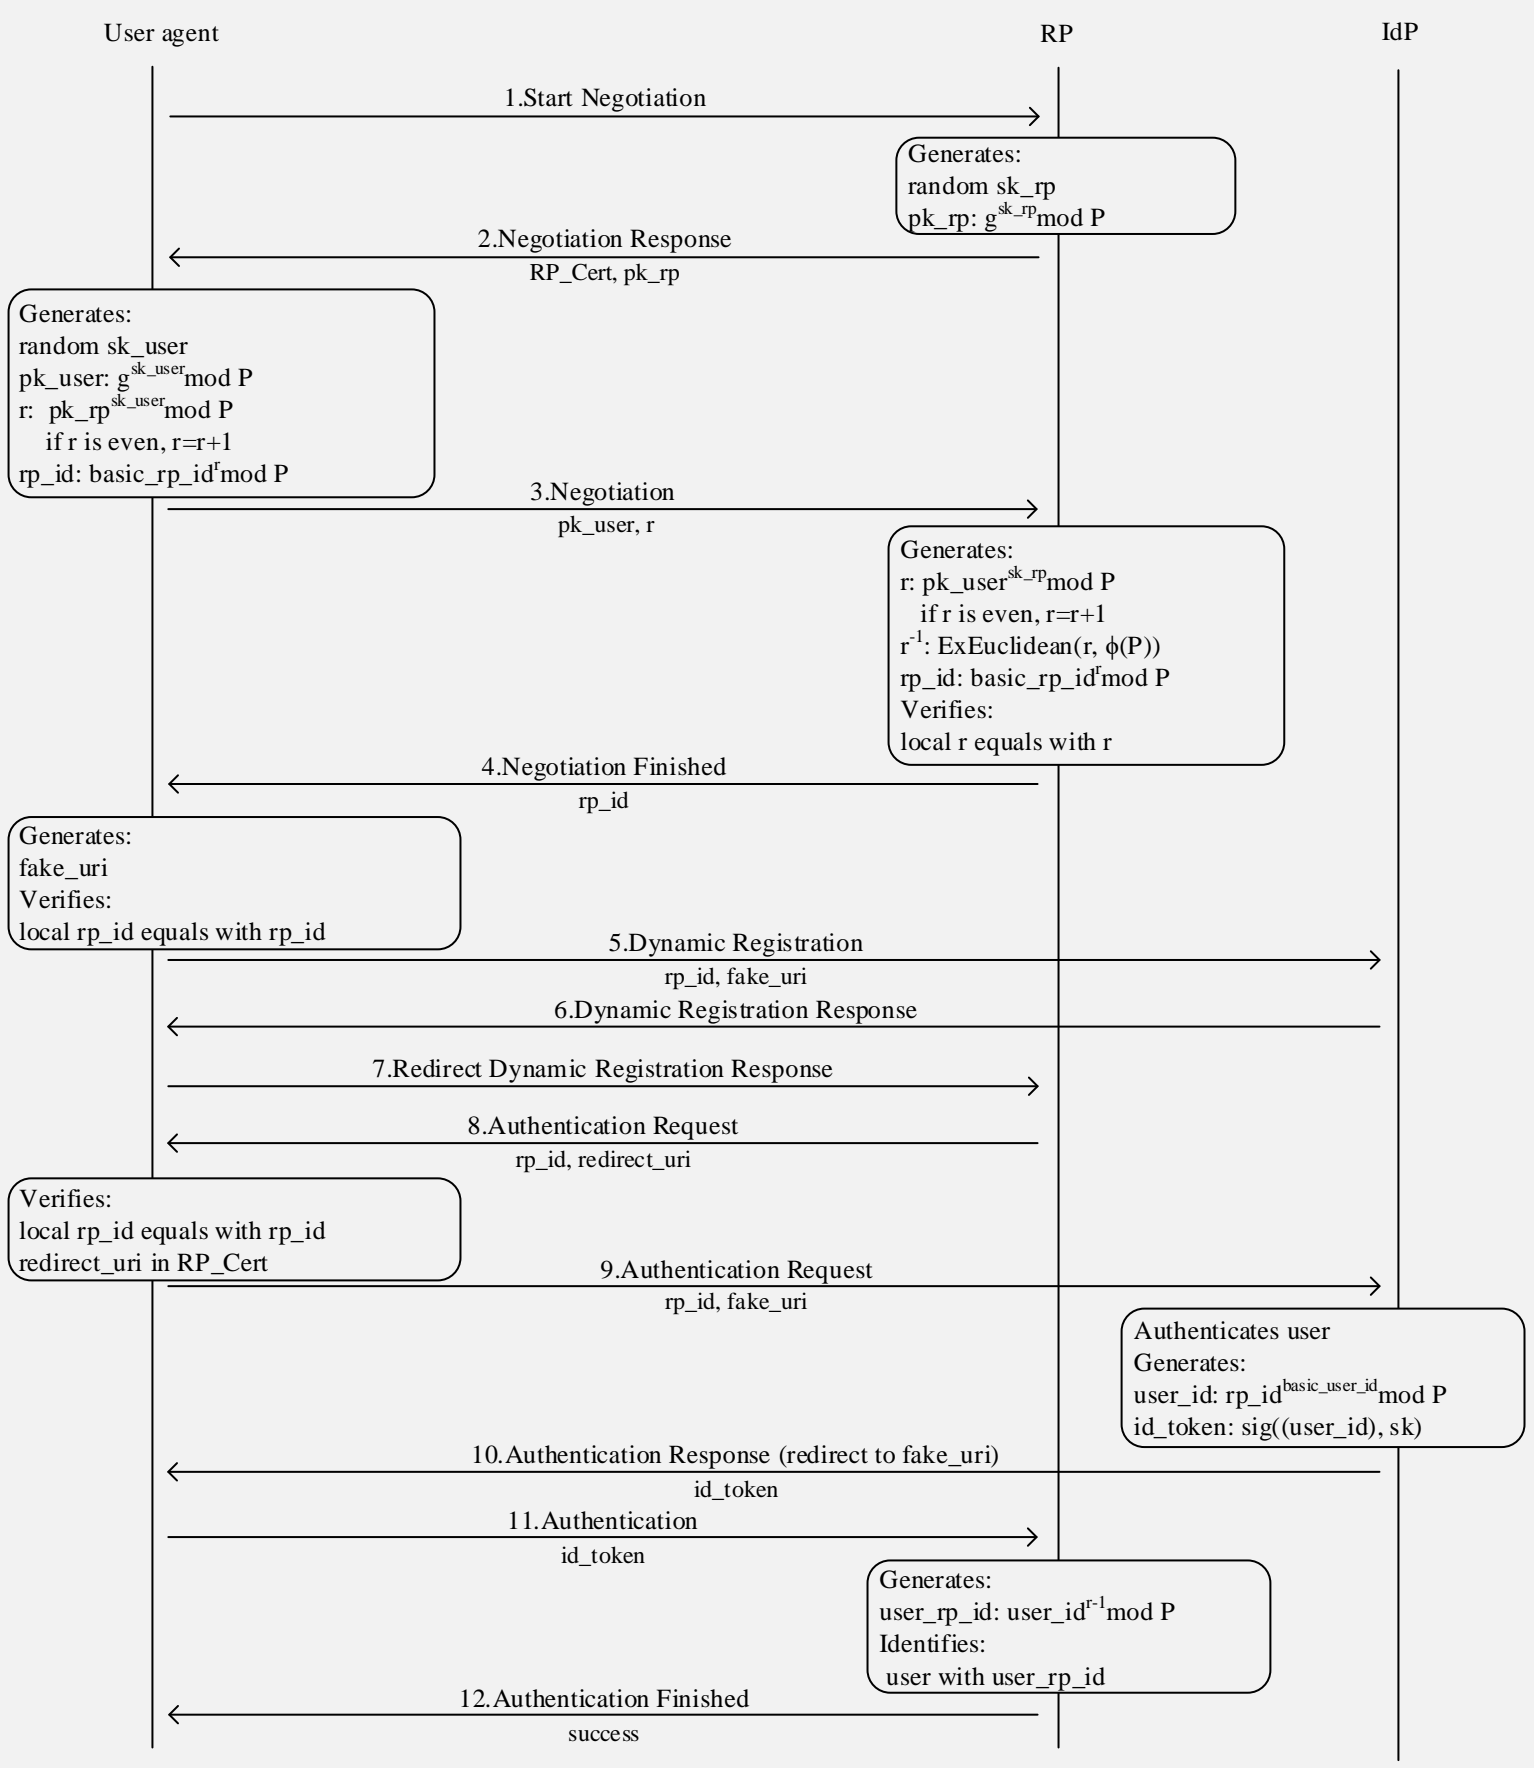 User agent
RP
IdP
1.Start Negotiation
Generates:
random sk_rp
pk_rp: g^sk_rp mod P
2.Negotiation Response
RP_Cert, pk_rp
Generates:
random sk_user
pk_user: g^sk_user mod P
r: pk_rp^sk_user mod P
if r is even, r=r+1
rp_id: basic_rp_id^r mod P
3.Negotiation
pk_user, r
Generates:
r: pk_user^sk_rp mod P
if r is even, r=r+1
r^-1: ExEuclidean(r, ϕ(P))
rp_id: basic_rp_id^r mod P
Verifies:
local r equals with r
4.Negotiation Finished
rp_id
Generates:
fake_uri
Verifies:
local rp_id equals with rp_id
5.Dynamic Registration
rp_id, fake_uri
6.Dynamic Registration Response
7.Redirect Dynamic Registration Response
8.Authentication Request
rp_id, redirect_uri
Verifies:
local rp_id equals with rp_id
redirect_uri in RP_Cert
9.Authentication Request
rp_id, fake_uri
Authenticates user
Generates:
user_id: rp_id^basic_user_id mod P
id_token: sig((user_id), sk)
10.Authentication Response (redirect to fake_uri)
id_token
11.Authentication
id_token
Generates:
user_rp_id: user_id^r-1 mod P
Identifies:
user with user_rp_id
12.Authentication Finished
success